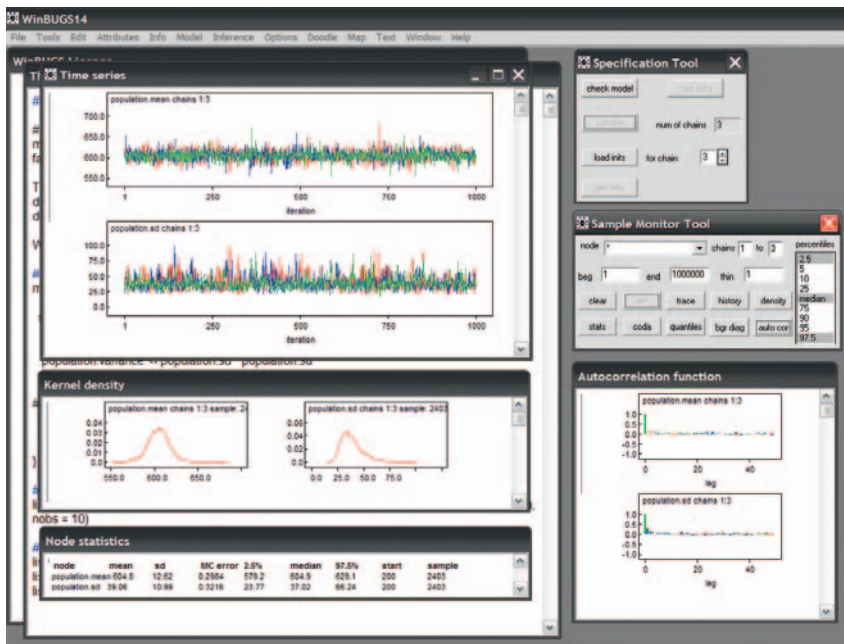 WinBUGS14
File Tools Edit Attributes Info Model Inference Options Doodle Map Text Window Help
Time series
population.mean chains 1:3
700.0
650.0
600.0
550.0
1 250 500 750 1000
iteration
population.sd chains 1:3
100.0
75.0
50.0
25.0
0.0
1 250 500 750 1000
iteration
Kernel density
population.mean chains 1:3 sample: 24
0.04
0.03
0.02
0.01
0.0
550.0 600.0 650.0
population.sd chains 1:3 sample: 2403
0.06
0.04
0.02
0.0
0.0 25.0 50.0 75.0
nobs = 10)
Node statistics
node mean sd MC error 2.5% median 97.5% start sample
population.mean 604.8 12.62 0.2984 579.2 604.9 629.1 200 2403
population.sd 39.06 10.99 0.3216 23.77 37.02 66.24 200 2403
Specification Tool
check model
num of chains 3
load inits for chain 3
Sample Monitor Tool
node * chains 1 to 3 percentiles
beg 1 end 1000000 thin 1
clear set trace history density
stats coda quantiles bgr diag auto cor
2.5
5
10
25
median
75
90
95
97.5
Autocorrelation function
population.mean chains 1:3
1.0
0.5
0.0
-0.5
-1.0
0 20 40
lag
population.sd chains 1:3
1.0
0.5
0.0
-0.5
-1.0
0 20 40
lag